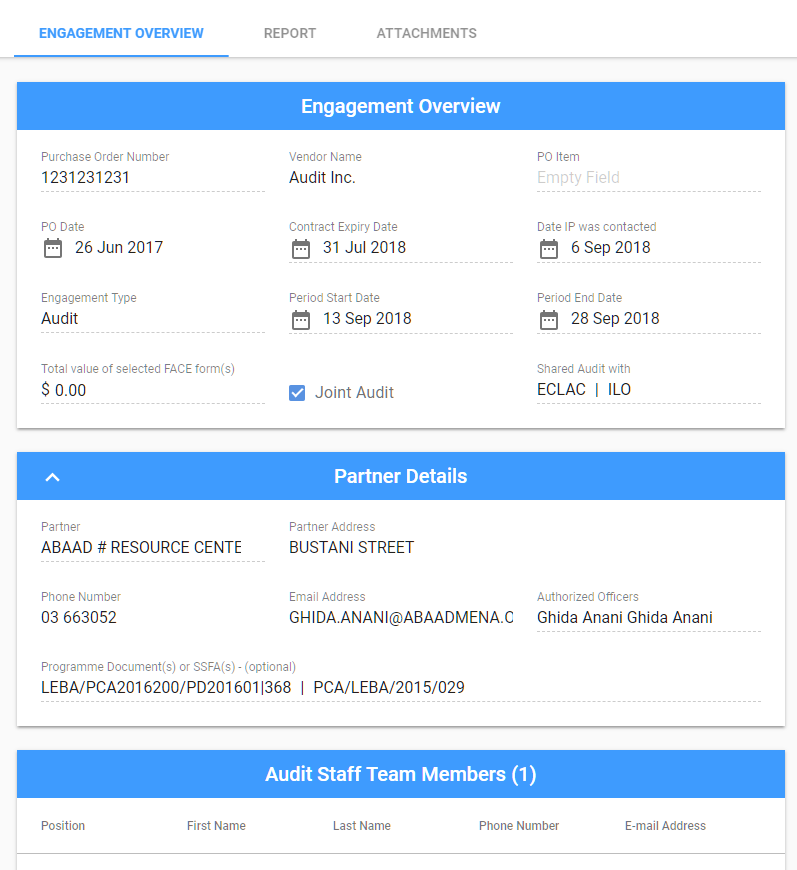 ENGAGEMENT OVERVIEW REPORT ATTACHMENTS
Engagement Overview
Purchase Order Number Vendor Name PO Item
1231231231 Audit Inc. Empty Field
PO Date Contract Expiry Date Date IP was contacted
26 Jun 2017 31 Jul 2018 6 Sep 2018
Engagement Type Period Start Date Period End Date
Audit 13 Sep 2018 28 Sep 2018
Total value of selected FACE form(s) Shared Audit with
$ 0.00 Joint Audit ECLAC | ILO
Partner Details
Partner Partner Address
ABAAD # RESOURCE CENTE BUSTANI STREET
Phone Number Email Address Authorized Officers
03 663052 GHIDA.ANANI@ABAADMENA.O Ghida Anani Ghida Anani
Programme Document(s) or SSFA(s) - (optional)
LEBA/PCA2016200/PD201601|368 | PCA/LEBA/2015/029
Audit Staff Team Members (1)
Position First Name Last Name Phone Number E-mail Address